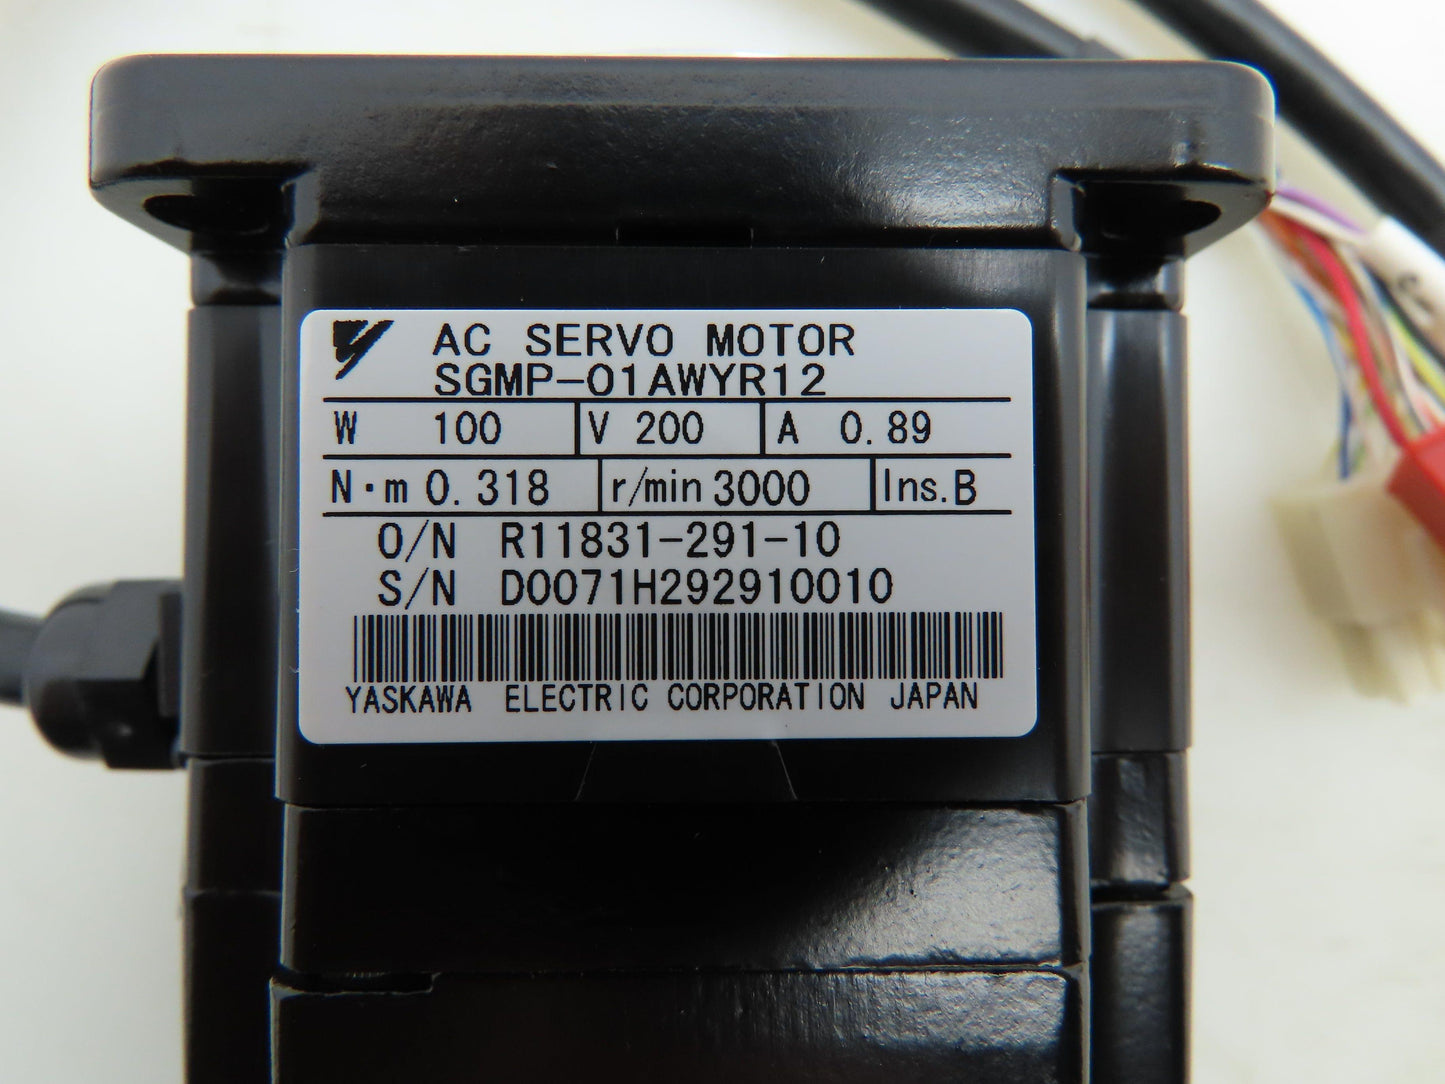 AC SERVO MOTOR
SGMP-01AWYR12
W 100 V 200 A 0.89
N·m 0.318 r/min 3000 Ins. B
O/N R11831-291-10
S/N D0071H292910010
YASKAWA ELECTRIC CORPORATION JAPAN